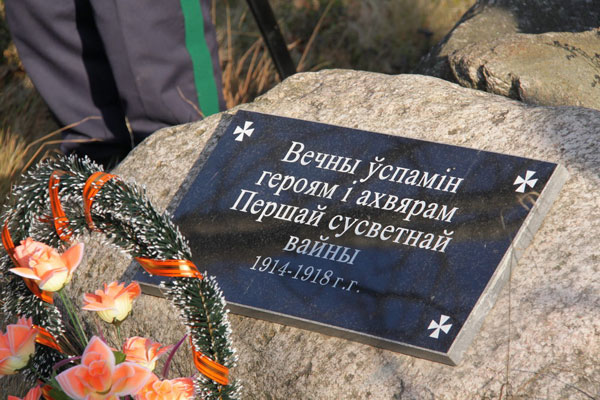 Вечны ўспамін
героям і ахвярам
Першай сусветнай
вайны
1914-1918 г.г.